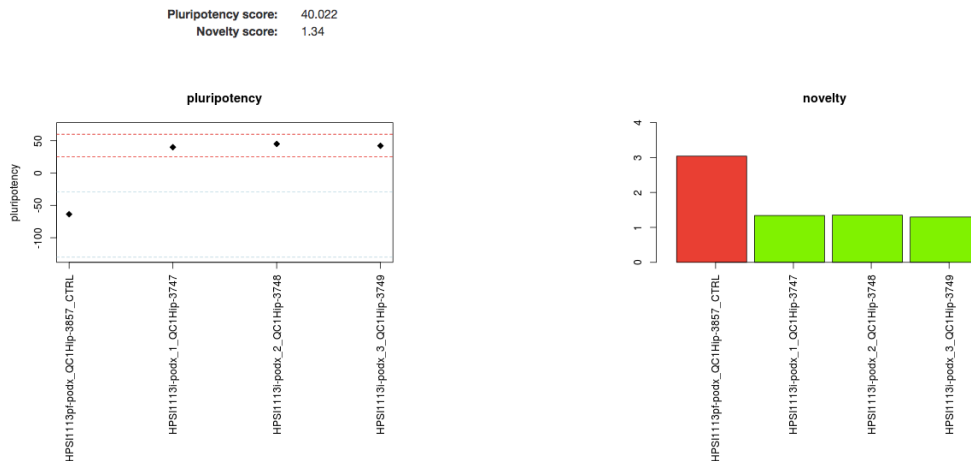 Pluripotency score: 40.022
Novelty score: 1.34
pluripotency
pluripotency
50
0
-50
-100
HPSI1113pf-podx_QC1Hip-3857_CTRL
HPSI1113i-podx_1_QC1Hip-3747
HPSI1113i-podx_2_QC1Hip-3748
HPSI1113i-podx_3_QC1Hip-3749
novelty
4
3
2
1
0
HPSI1113pf-podx_QC1Hip-3857_CTRL
HPSI1113i-podx_1_QC1Hip-3747
HPSI1113i-podx_2_QC1Hip-3748
HPSI1113i-podx_3_QC1Hip-3749